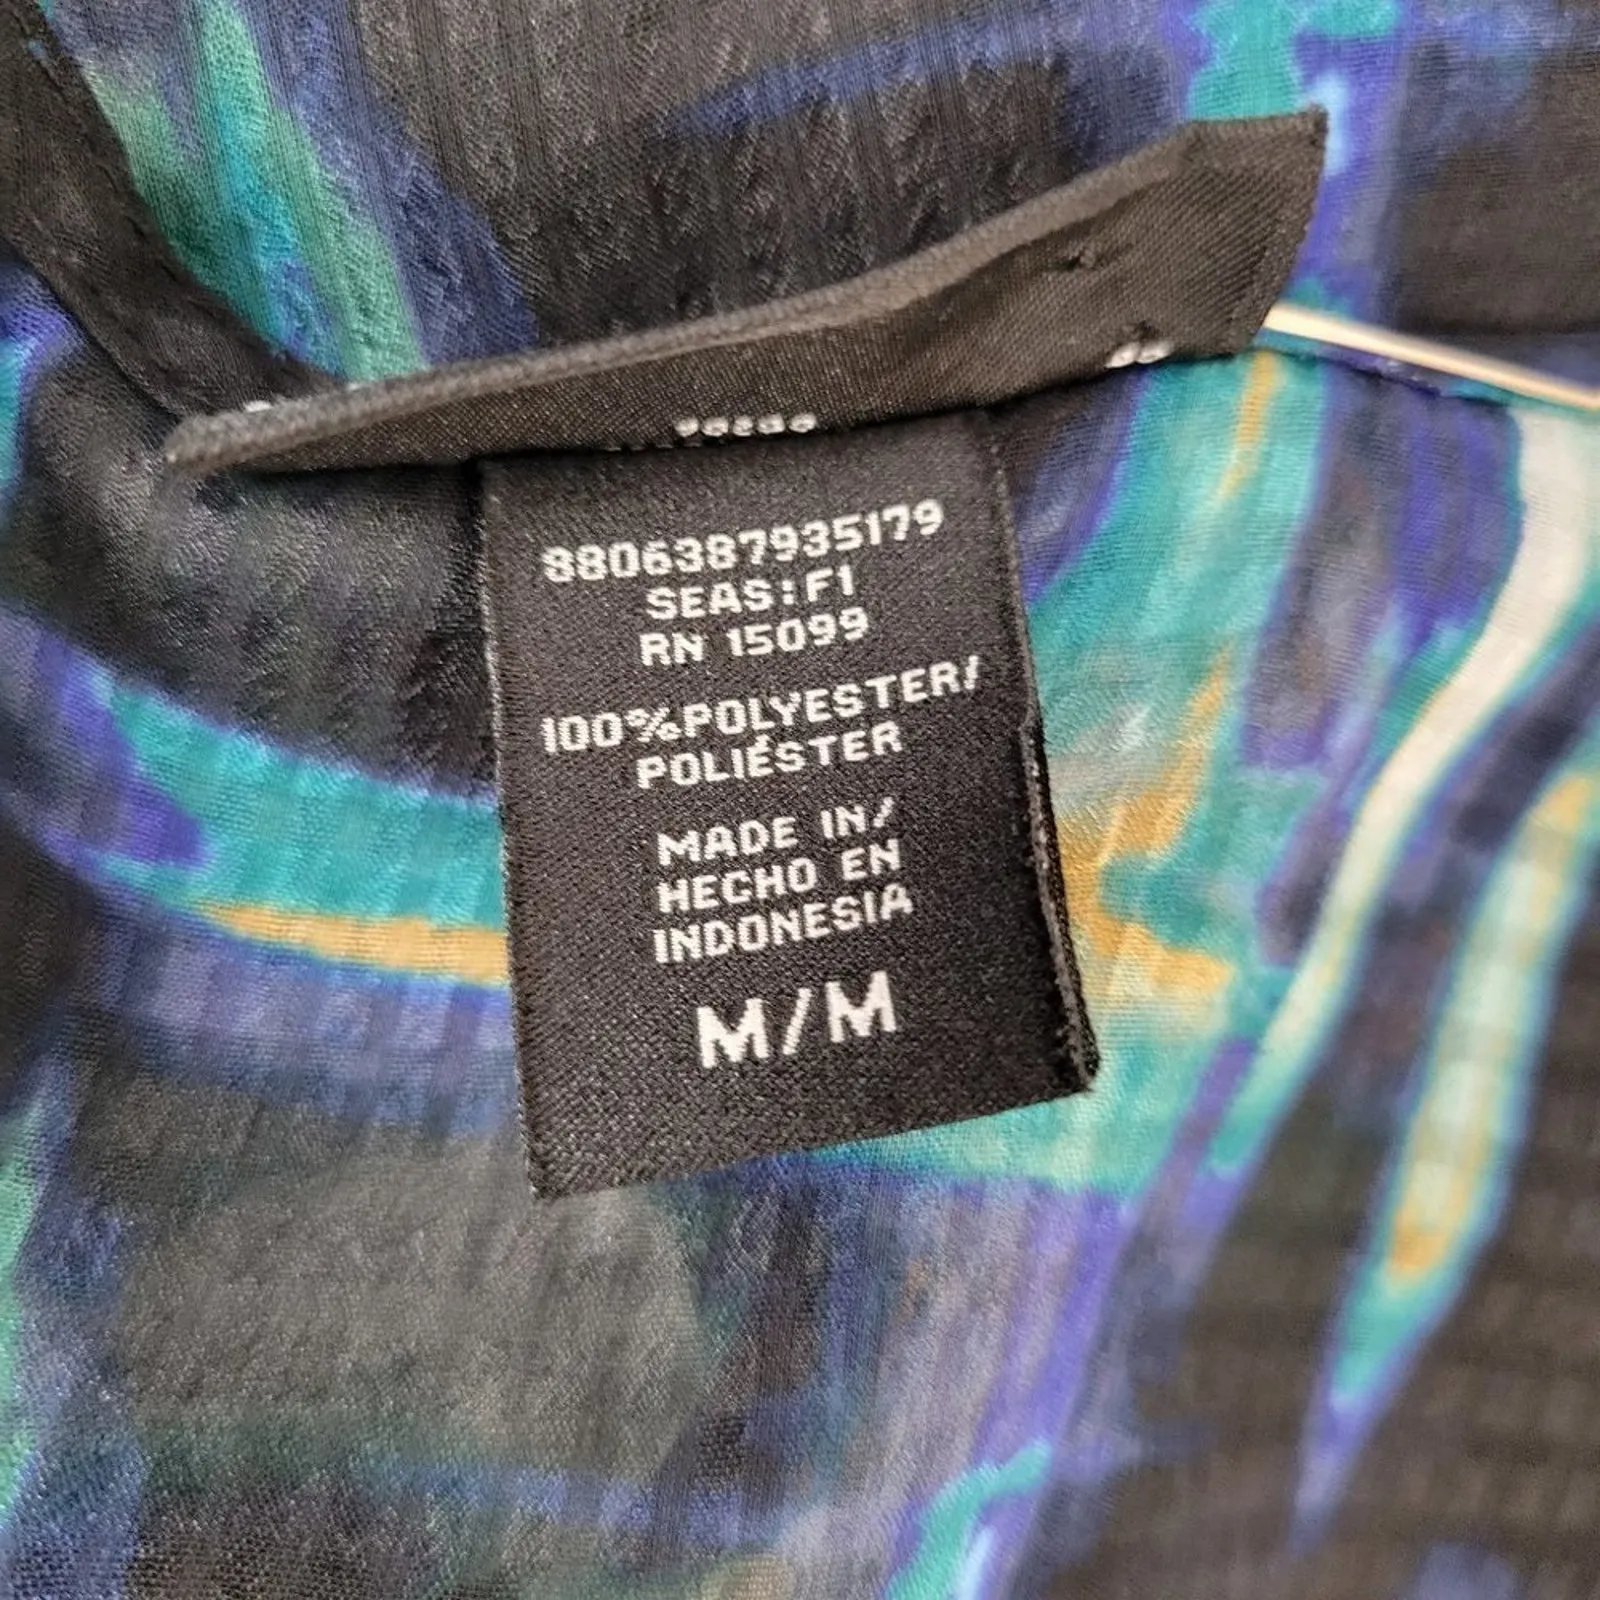 8806387935179
SEAS:F1
RN 15099
100%POLYESTER/
POLIÉSTER
MADE IN/
HECHO EN
INDONESIA
M/M